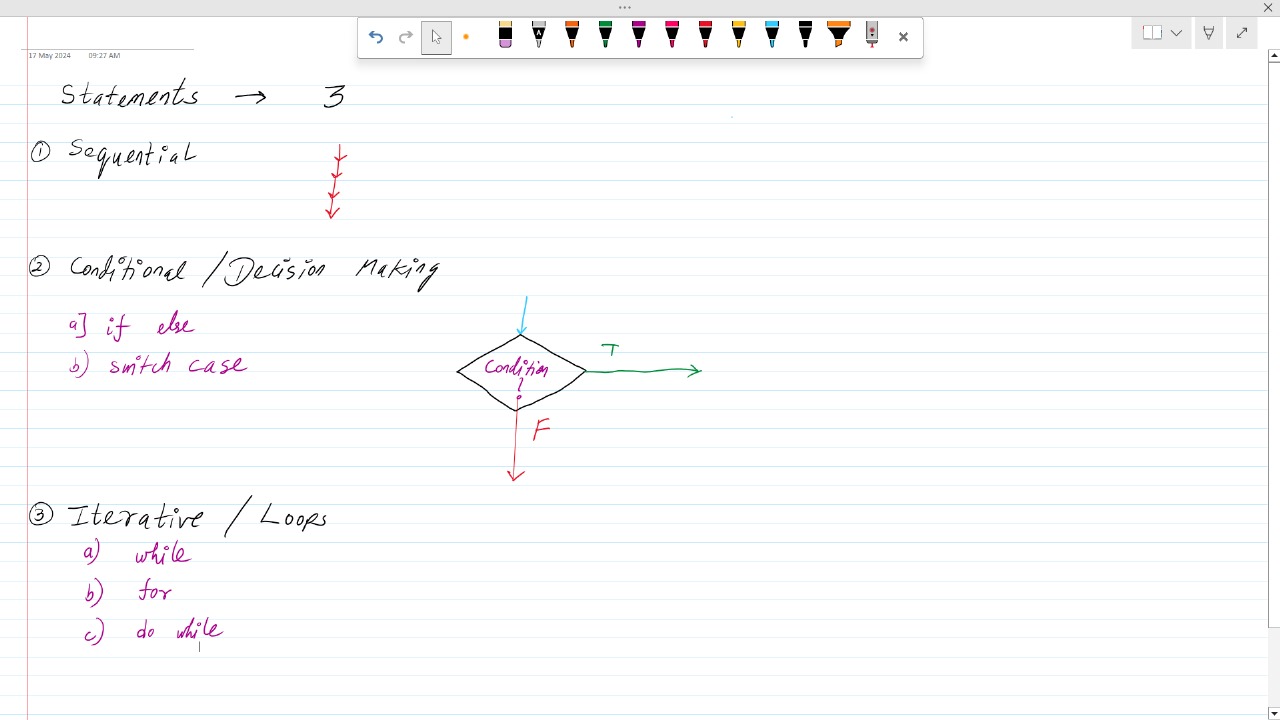 17 May 2024 09:27 AM
Statements → 3
① Sequential
② Conditional / Decision Making
a] if else
b) switch case
T
Condition
?
F
③ Iterative / Loops
a) while
b) for
c) do while